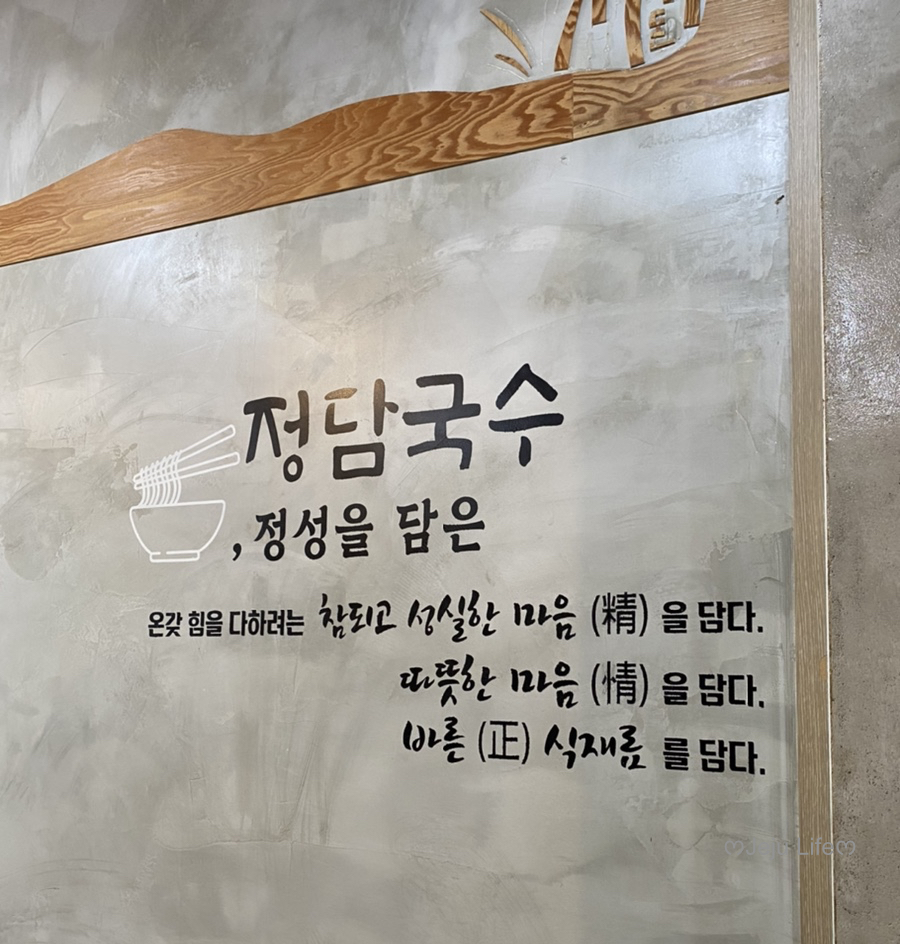 정담국수
,정성을 담은
온갖 힘을 다하려는 참되고 성실한 마음 (精) 을 담다.
따뜻한 마음 (情) 을 담다.
바른 (正) 식재료 를 담다.
Life